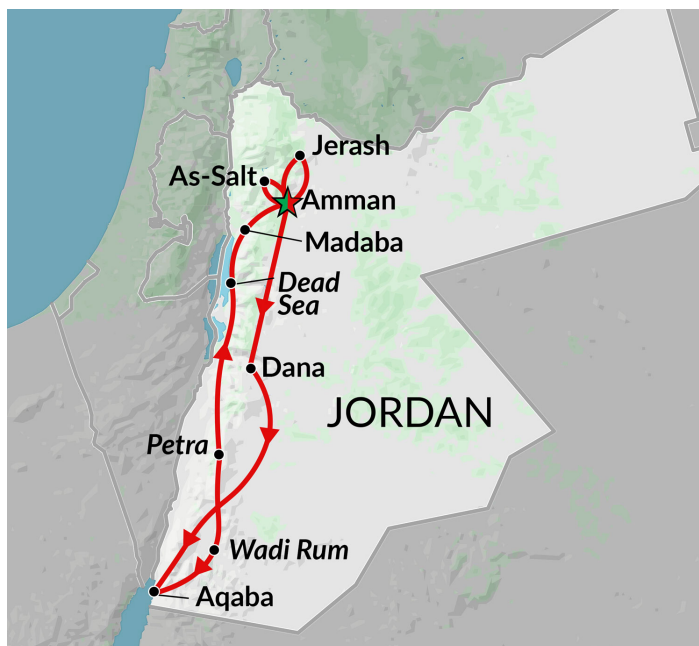 Jerash
As-Salt
Amman
Madaba
Dead
Sea
Dana
JORDAN
Petra
Wadi Rum
Aqaba